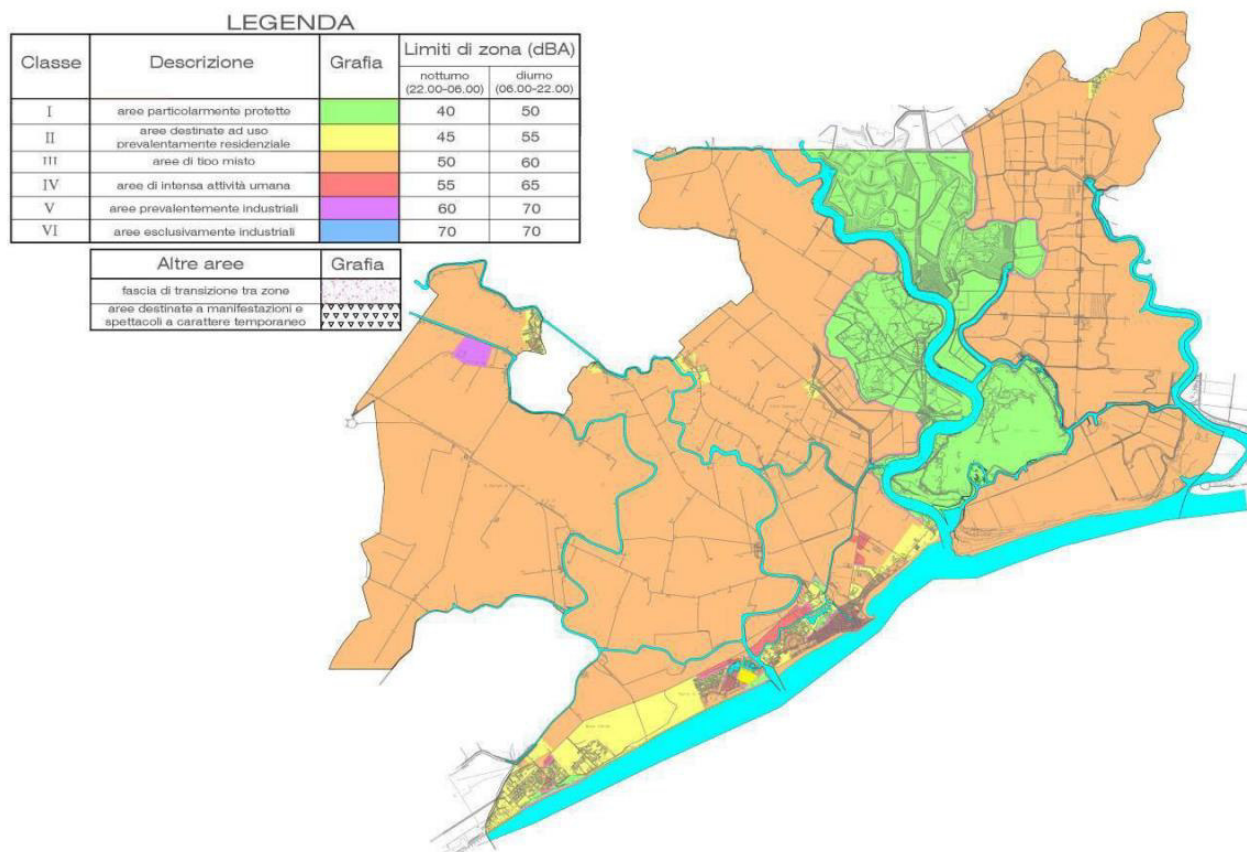 LEGENDA
Classe Descrizione Grafia Limiti di zona (dBA)
notturno diurno
(22.00-06.00) (06.00-22.00)
I aree particolarmente protette 40 50
II aree destinate ad uso
prevalentamente residenziale 45 55
III aree di tipo misto 50 60
IV aree di intensa attività umana 55 65
V aree prevalentemente industriali 60 70
VI aree esclusivamente industriali 70 70
Altre aree Grafia
fascia di transizione tra zone
aree destinate a manifestazioni e
spettacoli a carattere temporaneo